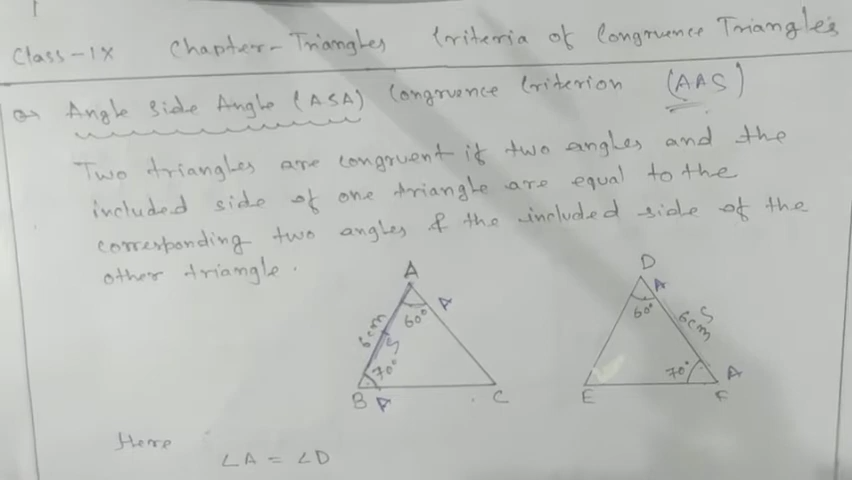 Class-IX Chapter-Triangles Criteria of Congruence Triangles
Angle Side Angle (ASA) Congruence Criterion (AAS)
Two triangles are congruent if two angles and the
included side of one triangle are equal to the
corresponding two angles & the included side of the
other triangle.
A
60° A
6cm
S
70°
B A C
D
A
60°
6cm S
70° A
E F
Here
∠A = ∠D